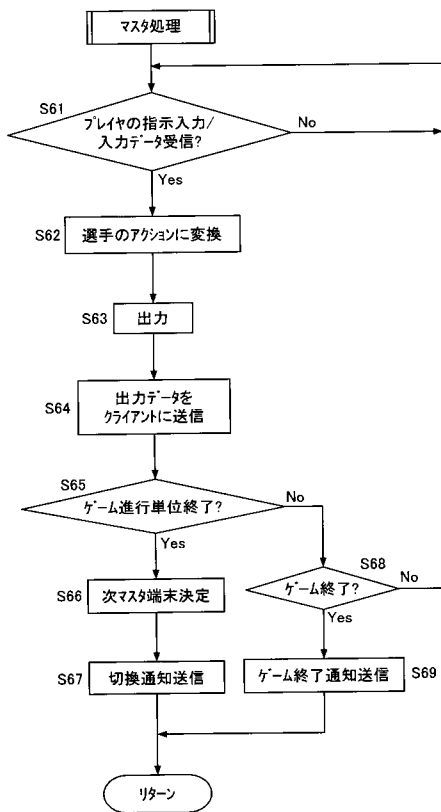 マスタ処理
S61
プレイヤの指示入力/
入力データ受信?
No
Yes
S62
選手のアクションに変換
S63
出力
S64
出力データを
クライアントに送信
S65
ゲーム進行単位終了?
No
Yes
S66
次マスタ端末決定
S68
ゲーム終了?
No
Yes
S67
切換通知送信
ゲーム終了通知送信
S69
リターン